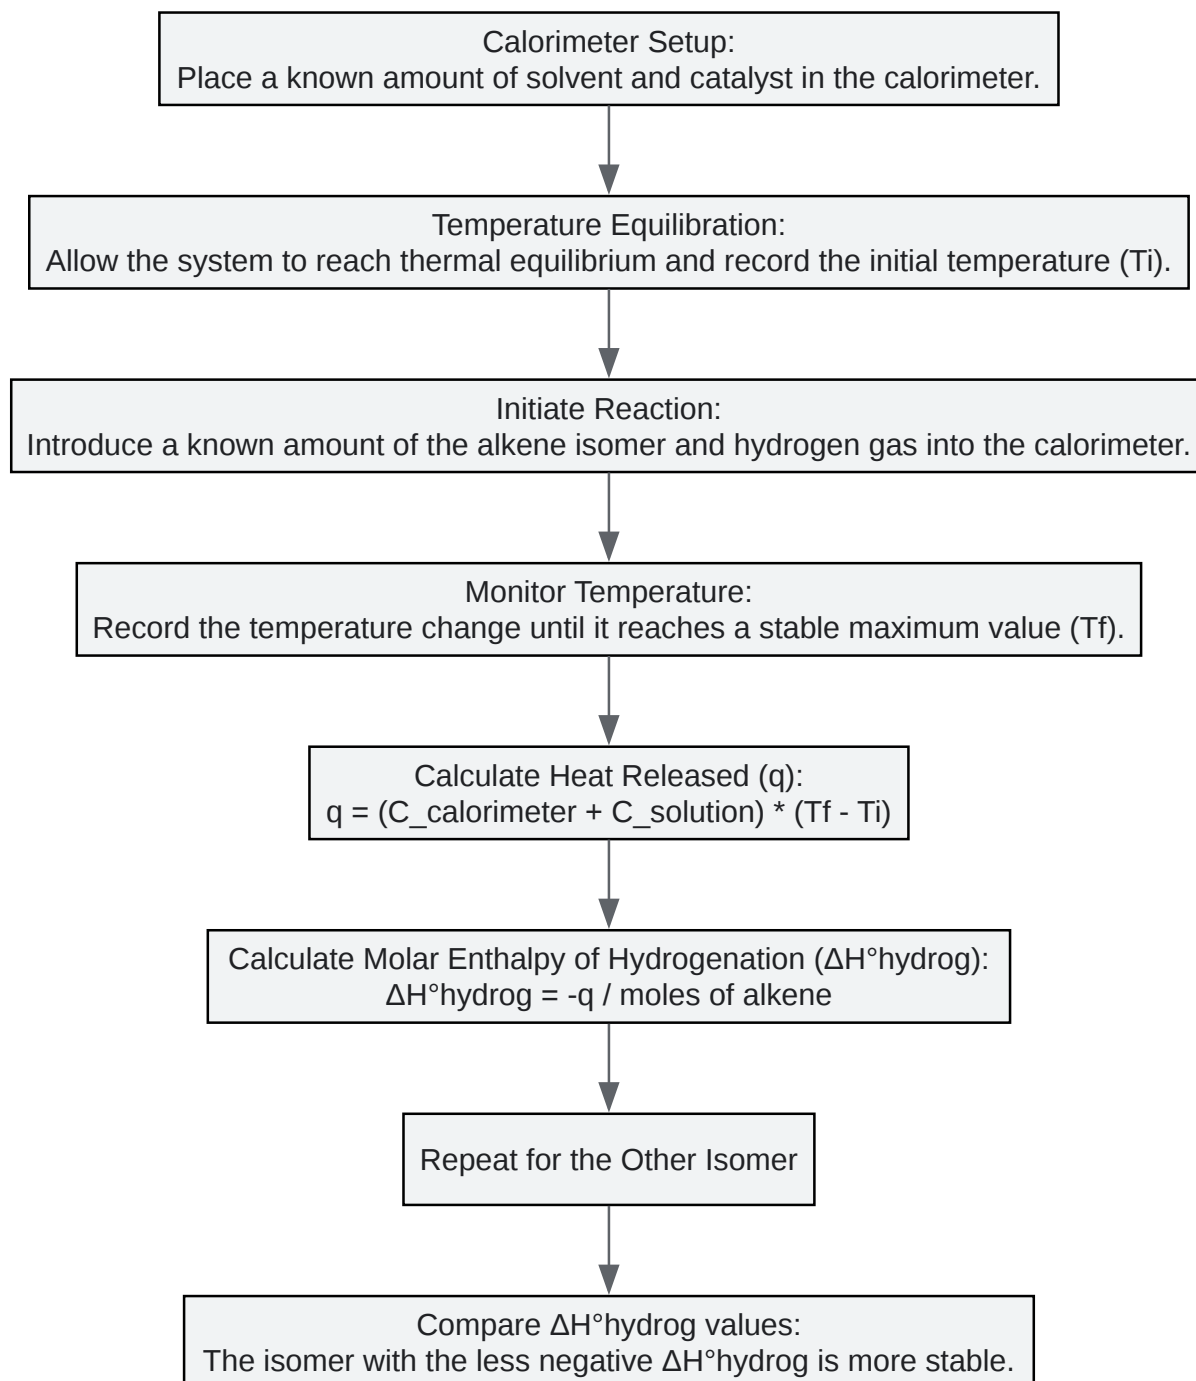 Calorimeter Setup:
Place a known amount of solvent and catalyst in the calorimeter.
Temperature Equilibration:
Allow the system to reach thermal equilibrium and record the initial temperature (Ti).
Initiate Reaction:
Introduce a known amount of the alkene isomer and hydrogen gas into the calorimeter.
Monitor Temperature:
Record the temperature change until it reaches a stable maximum value (Tf).
Calculate Heat Released (q):
q = (C_calorimeter + C_solution) * (Tf - Ti)
Calculate Molar Enthalpy of Hydrogenation (ΔH°hydrog):
ΔH°hydrog = -q / moles of alkene
Repeat for the Other Isomer
Compare ΔH°hydrog values:
The isomer with the less negative ΔH°hydrog is more stable.